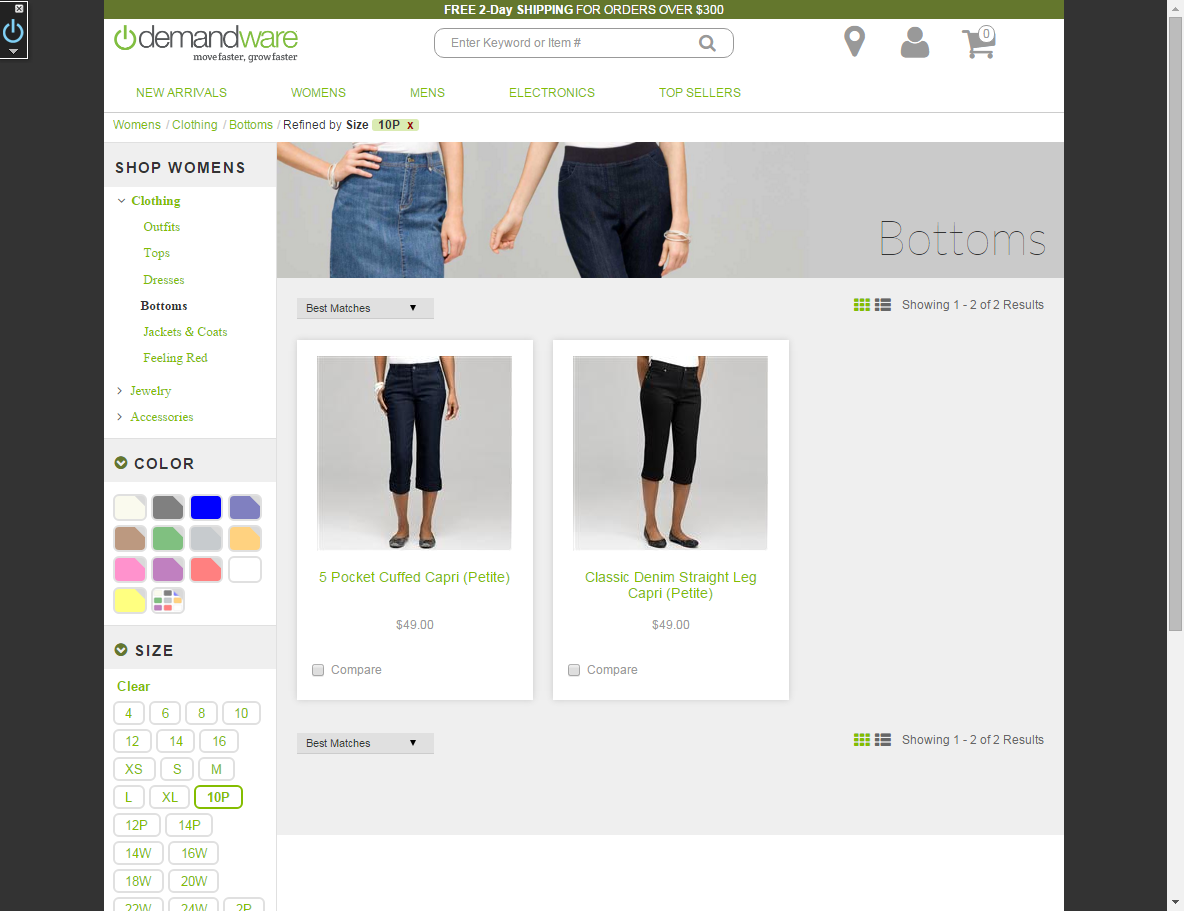 FREE 2-Day SHIPPING FOR ORDERS OVER $300
demandware
move faster, grow faster
Enter Keyword or Item #
0
NEW ARRIVALS WOMENS MENS ELECTRONICS TOP SELLERS
Womens / Clothing / Bottoms / Refined by Size 10P x
SHOP WOMENS
Clothing
Outfits
Tops
Dresses
Bottoms
Jackets & Coats
Feeling Red
Jewelry
Accessories
COLOR
SIZE
Clear
4 6 8 10
12 14 16
XS S M
L XL 10P
12P 14P
14W 16W
18W 20W
22W 24W 2P
Bottoms
Best Matches
Showing 1 - 2 of 2 Results
5 Pocket Cuffed Capri (Petite)
$49.00
Compare
Classic Denim Straight Leg
Capri (Petite)
$49.00
Compare
Best Matches
Showing 1 - 2 of 2 Results